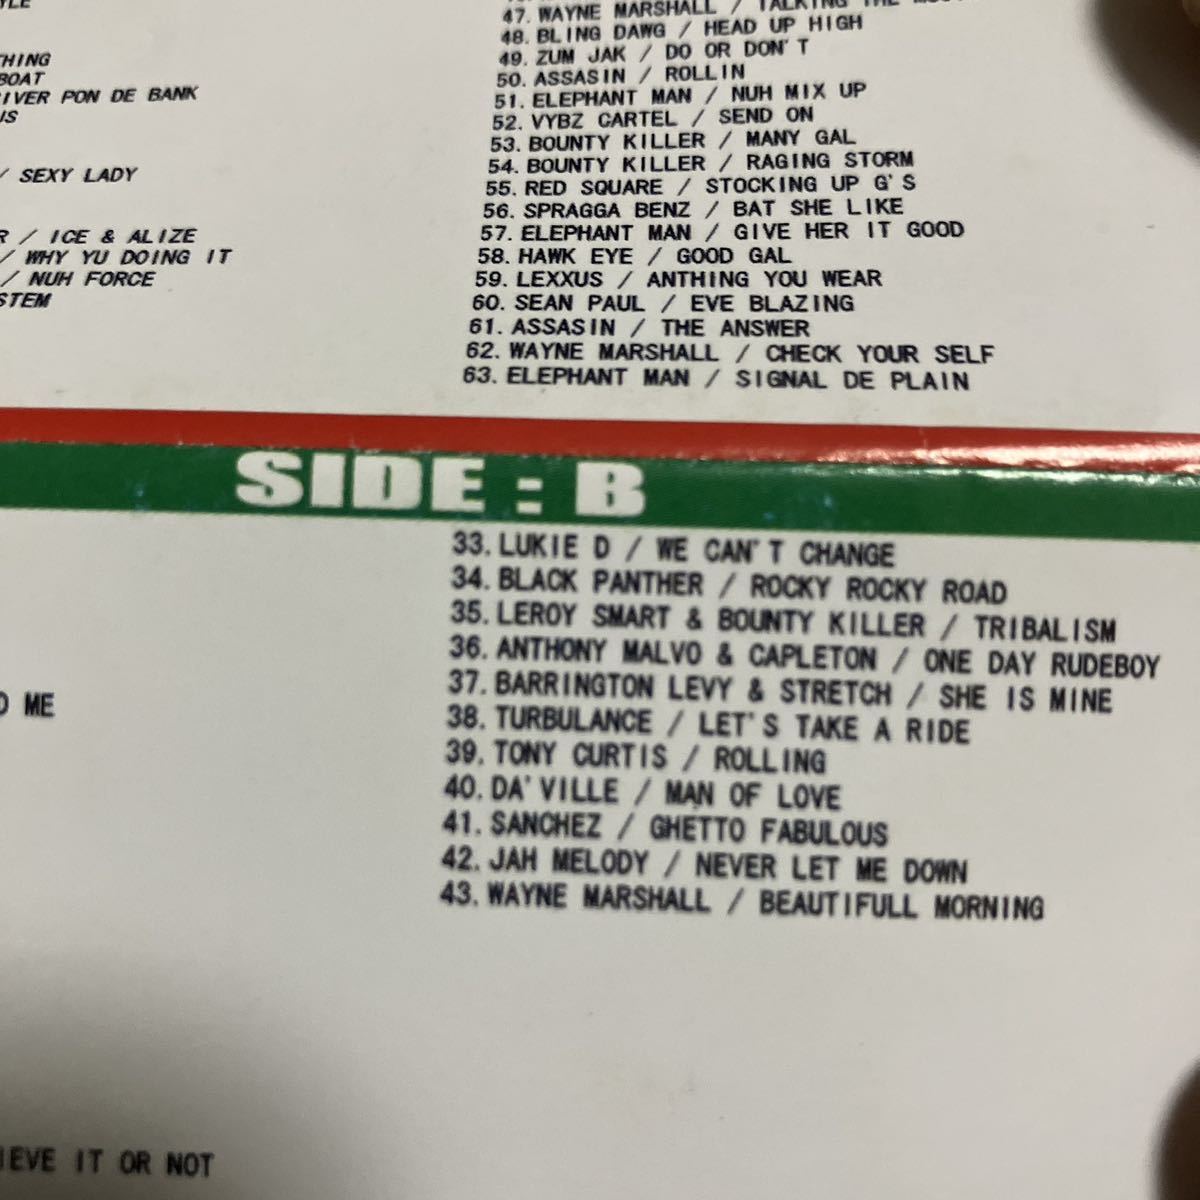 THING
BOAT
RIVER PON DE BANK
US
/ SEXY LADY
R / ICE & ALIZE
/ WHY YU DOING IT
/ NUH FORCE
STEM
47. WAYNE MARSHALL / TALKING THE
48. BLING DAWG / HEAD UP HIGH
49. ZUM JAK / DO OR DON'T
50. ASSASIN / ROLLIN
51. ELEPHANT MAN / NUH MIX UP
52. VYBZ CARTEL / SEND ON
53. BOUNTY KILLER / MANY GAL
54. BOUNTY KILLER / RAGING STORM
55. RED SQUARE / STOCKING UP G'S
56. SPRAGGA BENZ / BAT SHE LIKE
57. ELEPHANT MAN / GIVE HER IT GOOD
58. HAWK EYE / GOOD GAL
59. LEXXUS / ANTHING YOU WEAR
60. SEAN PAUL / EVE BLAZING
61. ASSASIN / THE ANSWER
62. WAYNE MARSHALL / CHECK YOUR SELF
63. ELEPHANT MAN / SIGNAL DE PLAIN
SIDE : B
O ME
IEVE IT OR NOT
33. LUKIE D / WE CAN'T CHANGE
34. BLACK PANTHER / ROCKY ROCKY ROAD
35. LEROY SMART & BOUNTY KILLER / TRIBALISM
36. ANTHONY MALVO & CAPLETON / ONE DAY RUDEBOY
37. BARRINGTON LEVY & STRETCH / SHE IS MINE
38. TURBULANCE / LET'S TAKE A RIDE
39. TONY CURTIS / ROLLING
40. DA'VILLE / MAN OF LOVE
41. SANCHEZ / GHETTO FABULOUS
42. JAH MELODY / NEVER LET ME DOWN
43. WAYNE MARSHALL / BEAUTIFULL MORNING